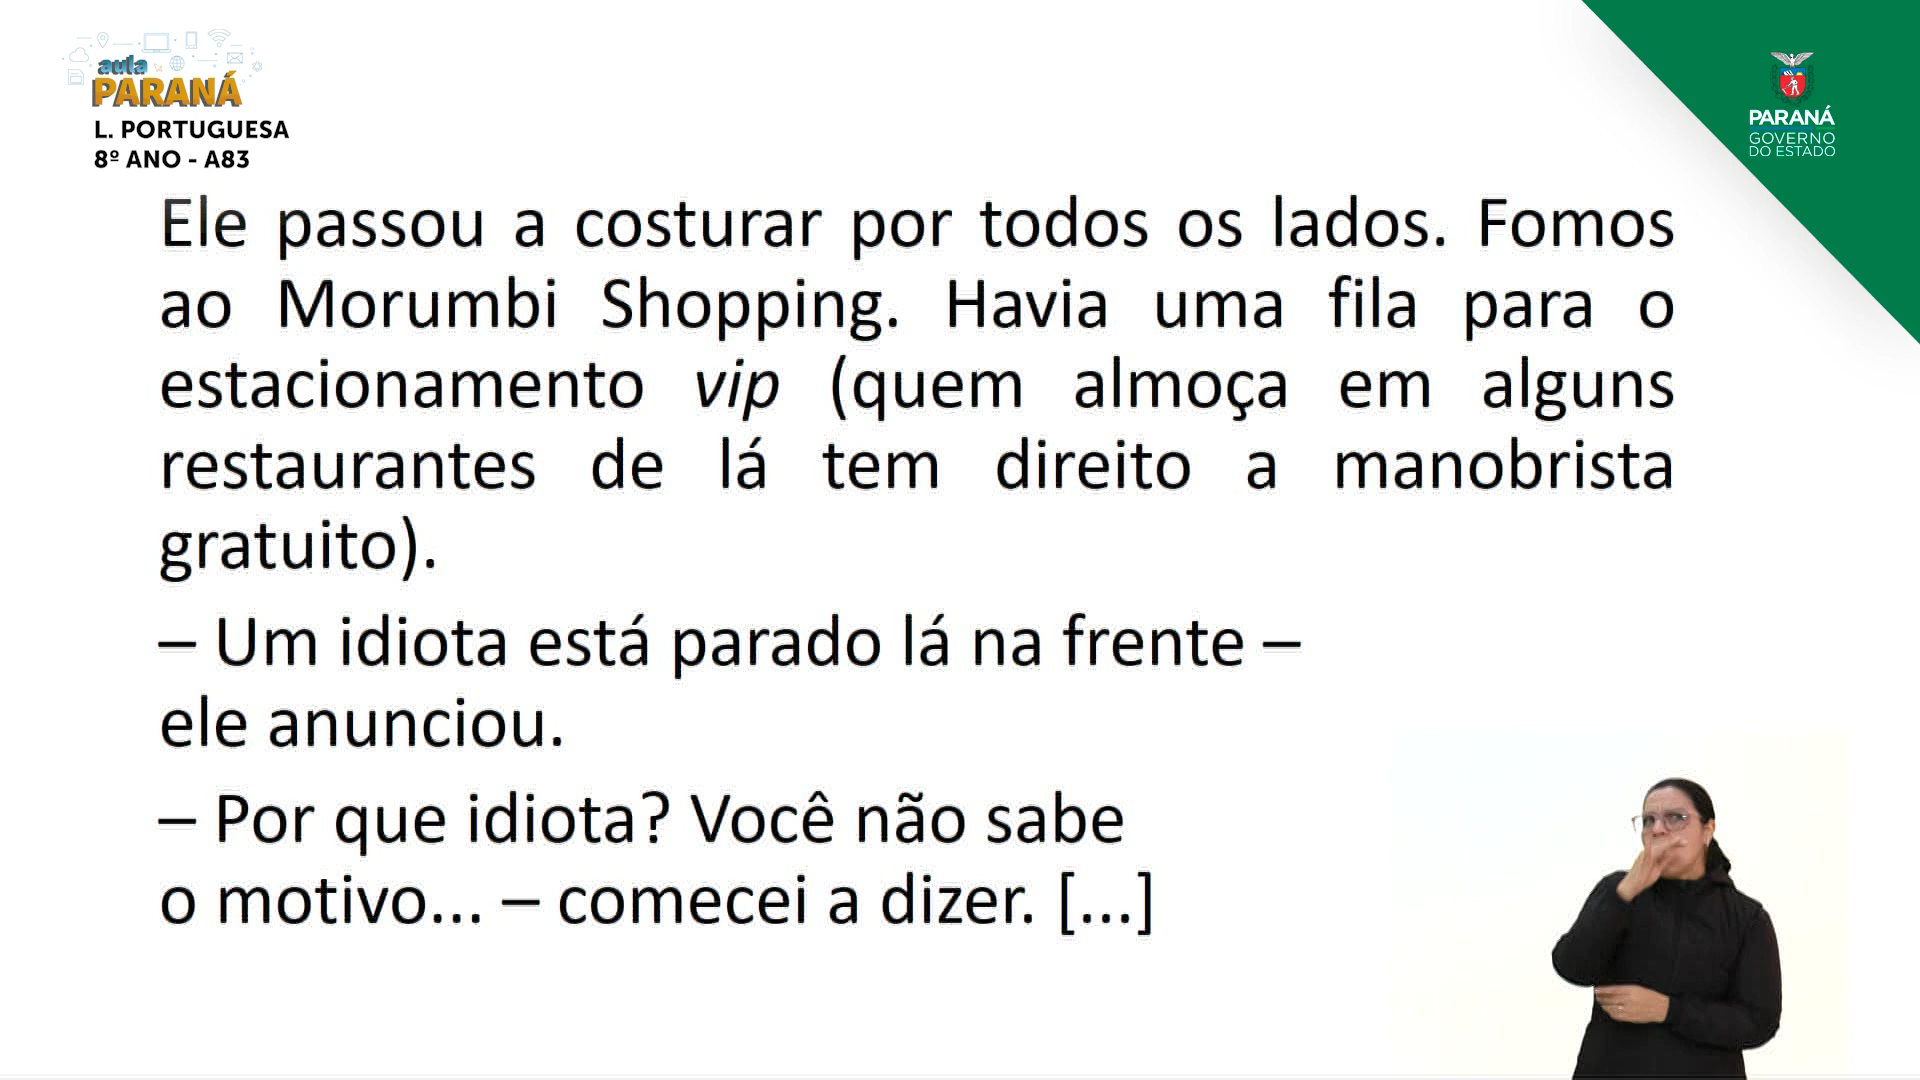 aula
PARANÁ
L. PORTUGUESA
8º ANO - A83
PARANÁ
GOVERNO
DO ESTADO
Ele passou a costurar por todos os lados. Fomos
ao Morumbi Shopping. Havia uma fila para o
estacionamento vip (quem almoça em alguns
restaurantes de lá tem direito a manobrista
gratuito).
– Um idiota está parado lá na frente –
ele anunciou.
– Por que idiota? Você não sabe
o motivo... – comecei a dizer. [...]